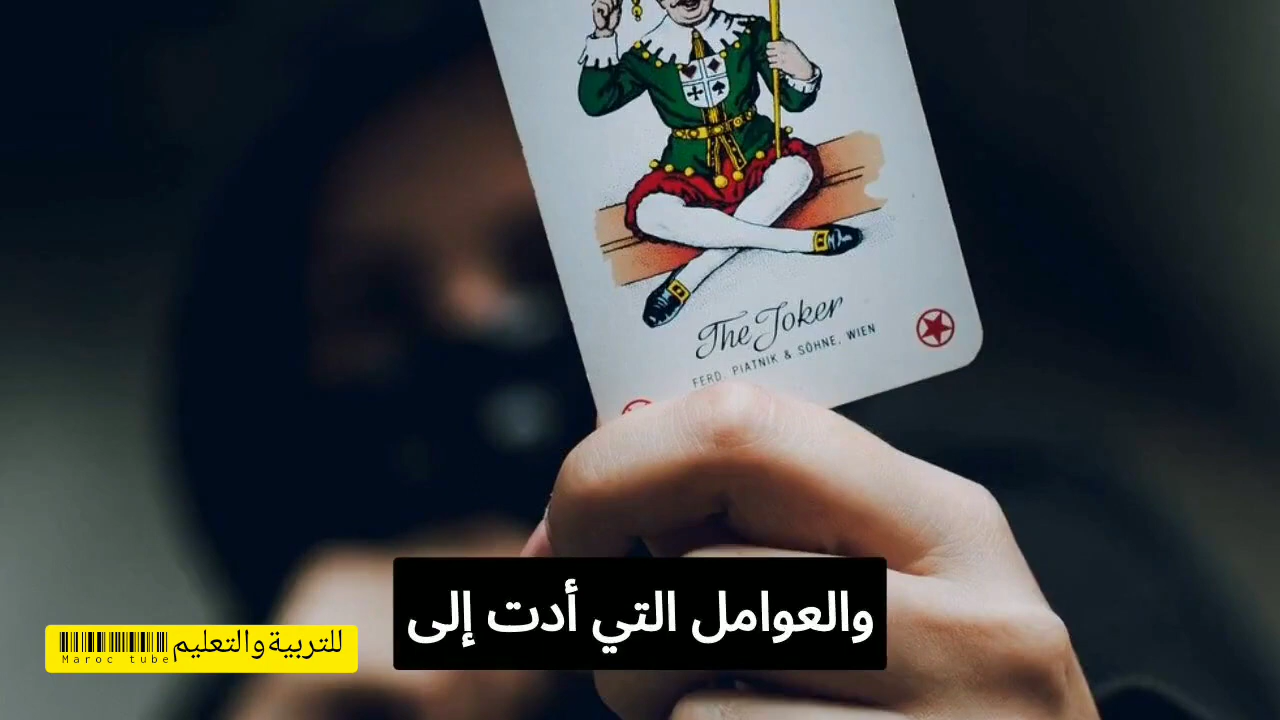 The Joker
FERD. PIATNIK & SÖHNE, WIEN
والعوامل التي أدت إلى
للتربية والتعليم
Maroc tube